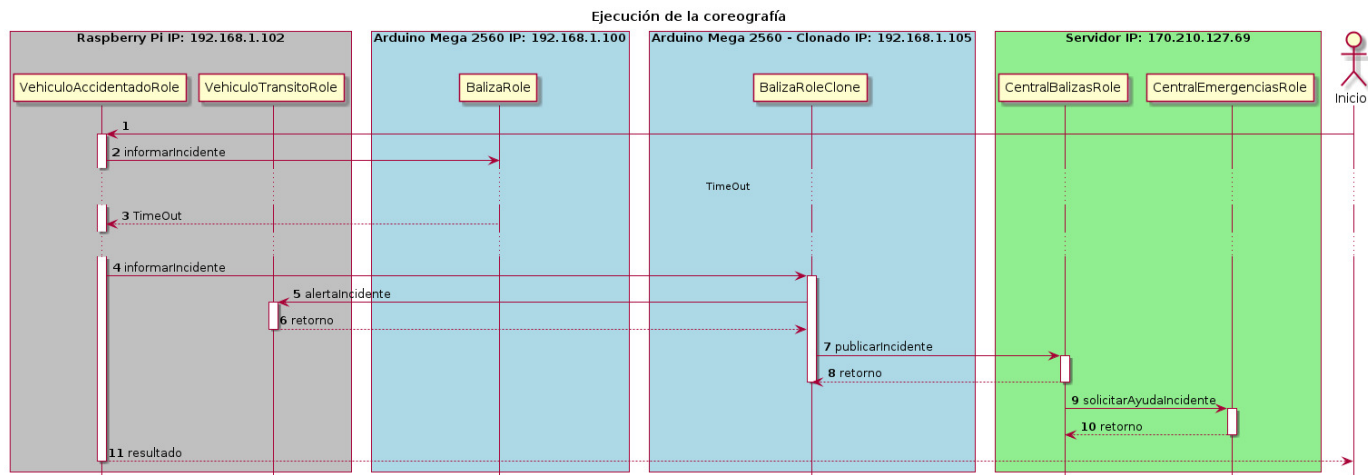 Ejecución de la coreografía
Raspberry Pi IP: 192.168.1.102
Arduino Mega 2560 IP: 192.168.1.100
Arduino Mega 2560 - Clonado IP: 192.168.1.105
Servidor IP: 170.210.127.69
VehiculoAccidentadoRole
VehiculoTransitoRole
BalizaRole
BalizaRoleClone
CentralBalizasRole
CentralEmergenciasRole
Inicio
1
2 informarIncidente
TimeOut
3 TimeOut
4 informarIncidente
5 alertaIncidente
6 retorno
7 publicarIncidente
8 retorno
9 solicitarAyudaIncidente
10 retorno
11 resultado